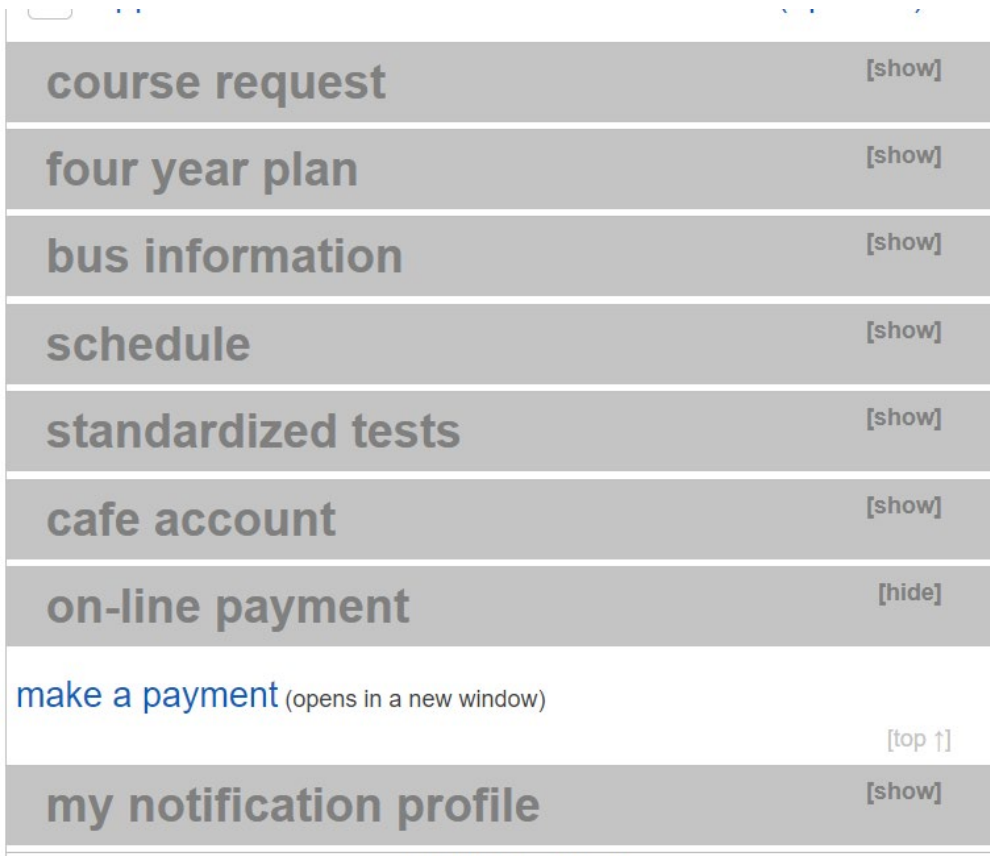 course request [show]
four year plan [show]
bus information [show]
schedule [show]
standardized tests [show]
cafe account [show]
on-line payment [hide]
make a payment (opens in a new window)
[top ↑]
my notification profile [show]